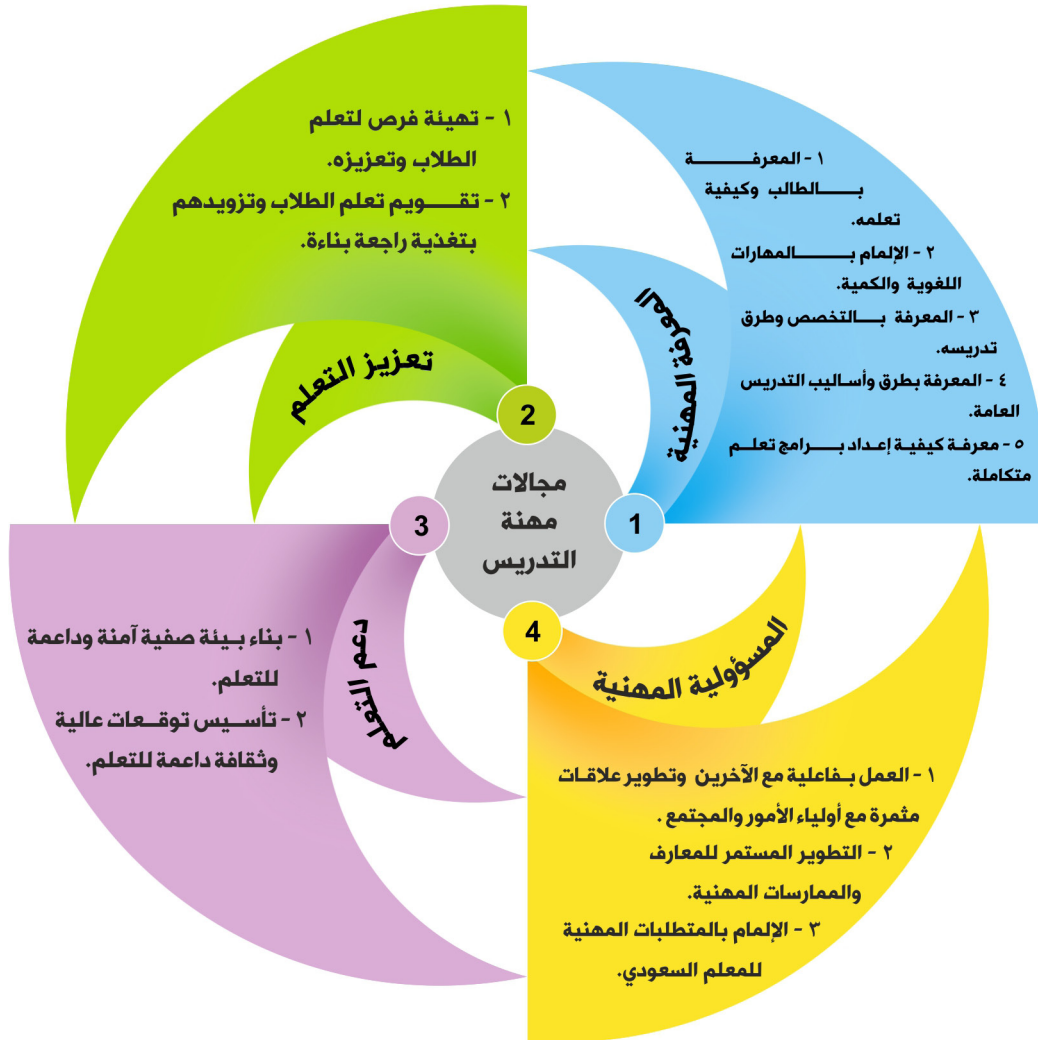 مجالات
مهنة
التدريس
1
المعرفة المهنية
١ - المعرفة
بالطالب وكيفية
تعلمه.
٢ - الإلمام بالمهارات
اللغوية والكمية.
٣ - المعرفة بالتخصص وطرق
تدريسه.
٤ - المعرفة بطرق وأساليب التدريس
العامة.
٥ - معرفة كيفية إعداد برامج تعلم
متكاملة.
2
تعزيز التعلم
١ - تهيئة فرص لتعلم
الطلاب وتعزيزه.
٢ - تقويم تعلم الطلاب وتزويدهم
بتغذية راجعة بناءة.
3
دعم التعلم
١ - بناء بيئة صفية آمنة وداعمة
للتعلم.
٢ - تأسيس توقعات عالية
وثقافة داعمة للتعلم.
4
المسؤولية المهنية
١ - العمل بفاعلية مع الآخرين وتطوير علاقات
مثمرة مع أولياء الأمور والمجتمع .
٢ - التطوير المستمر للمعارف
والممارسات المهنية.
٣ - الإلمام بالمتطلبات المهنية
للمعلم السعودي.